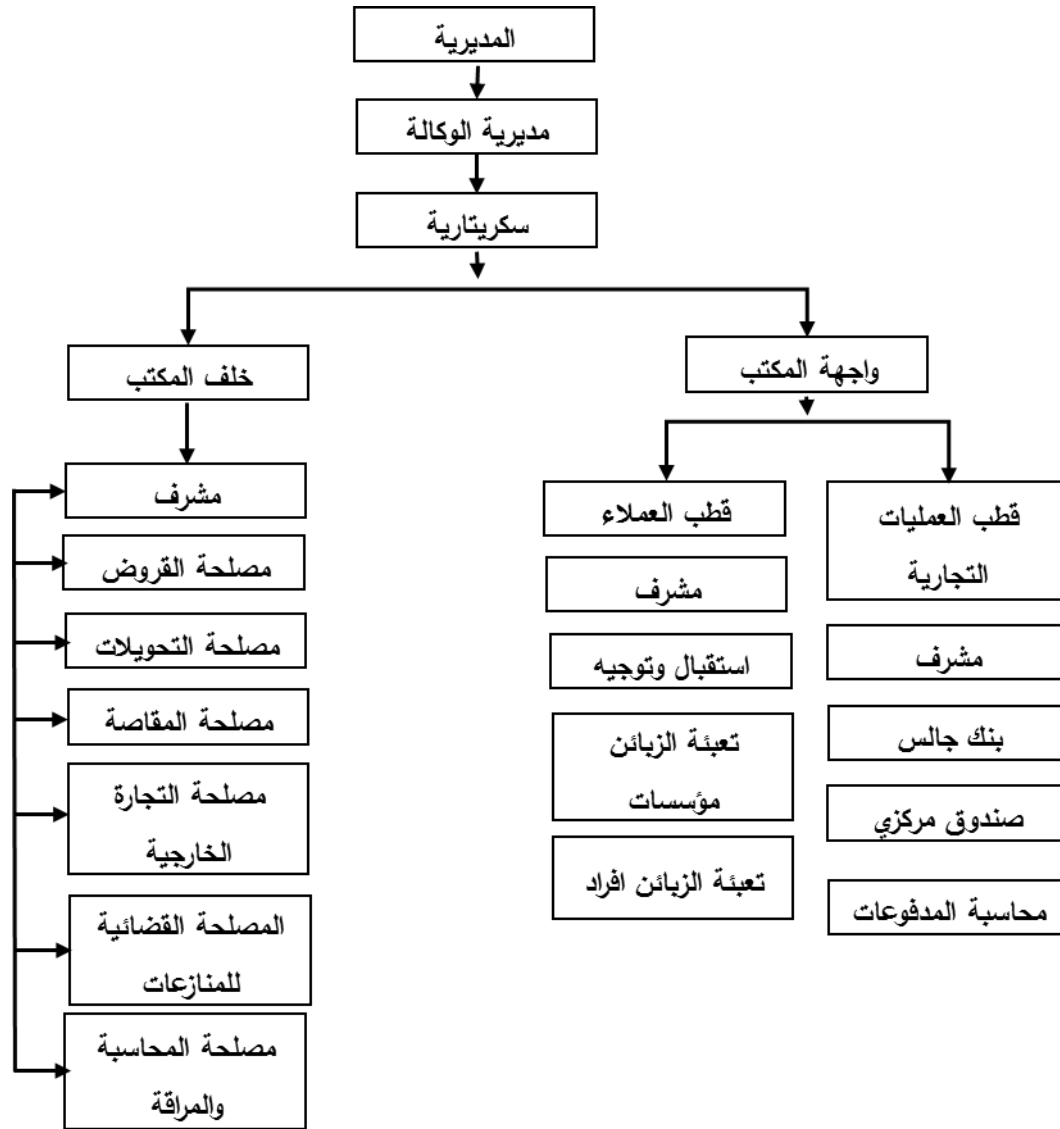 المديرية
مديرية الوكالة
سكريتارية
واجهة المكتب
قطب العمليات
التجارية
مشرف
بنك جالس
صندوق مركزي
محاسبة المدفوعات
قطب العملاء
مشرف
استقبال وتوجيه
تعبئة الزبائن
مؤسسات
تعبئة الزبائن افراد
خلف المكتب
مشرف
مصلحة القروض
مصلحة التحويلات
مصلحة المقاصة
مصلحة التجارة
الخارجية
المصلحة القضائية
للمنازعات
مصلحة المحاسبة
والمراقة